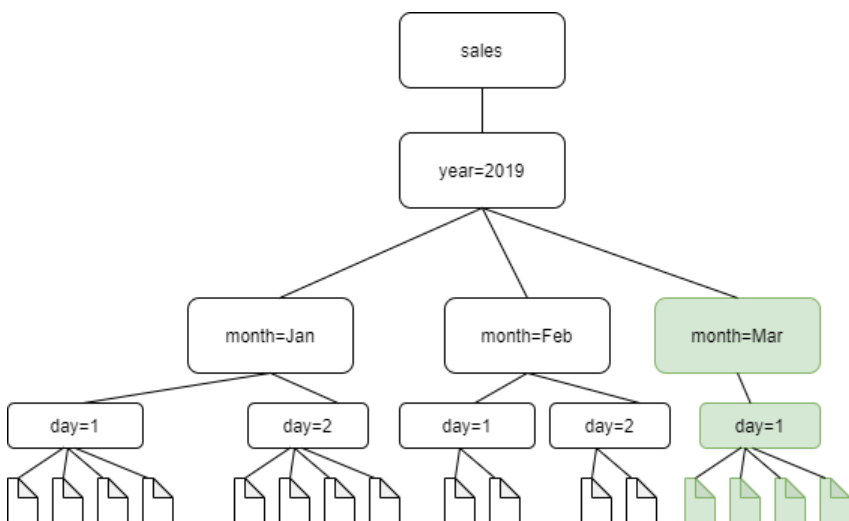 sales
year=2019
month=Jan
month=Feb
month=Mar
day=1
day=2
day=1
day=2
day=1